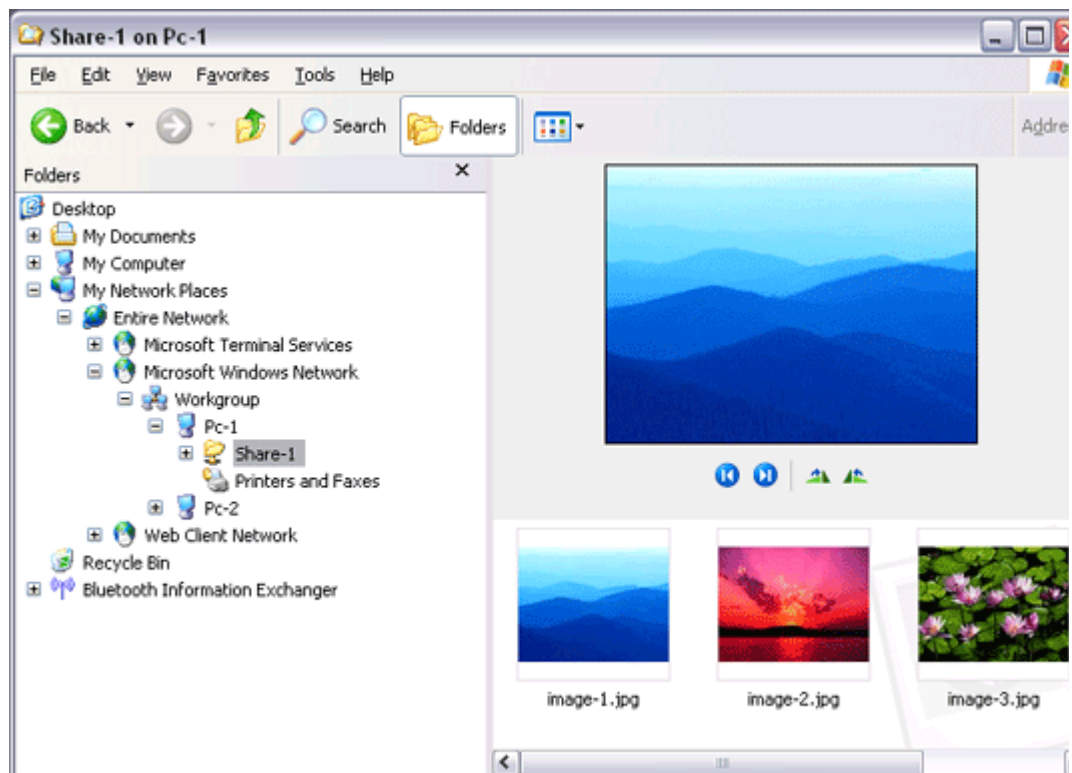 Share-1 on Pc-1
File Edit View Favorites Tools Help
Back Search Folders Addre
Folders
Desktop
My Documents
My Computer
My Network Places
Entire Network
Microsoft Terminal Services
Microsoft Windows Network
Workgroup
Pc-1
Share-1
Printers and Faxes
Pc-2
Web Client Network
Recycle Bin
Bluetooth Information Exchanger
image-1.jpg image-2.jpg image-3.jpg